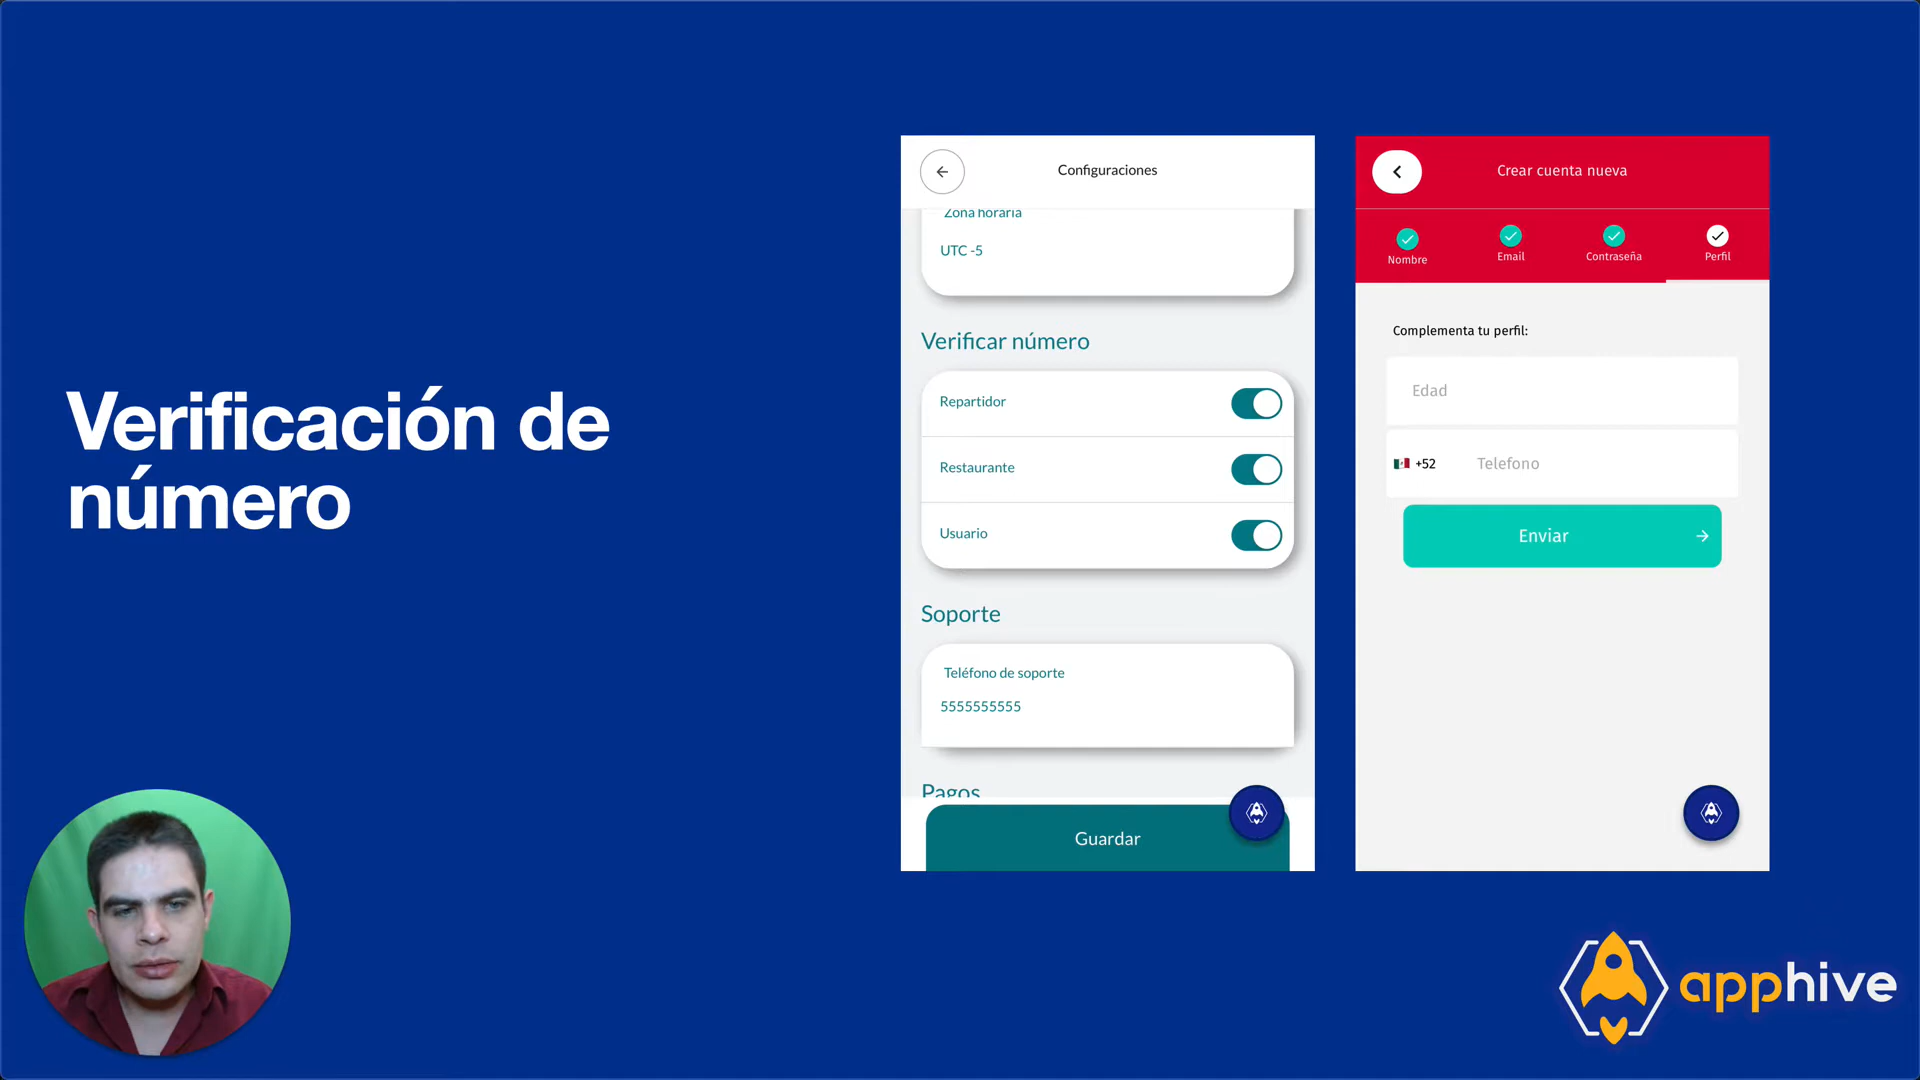 Verificación de
número
Configuraciones
Zona horaria
UTC -5
Verificar número
Repartidor
Restaurante
Usuario
Soporte
Teléfono de soporte
5555555555
Pagos
Guardar
Crear cuenta nueva
Nombre
Email
Contraseña
Perfil
Complementa tu perfil:
Edad
+52 Telefono
Enviar
apphive